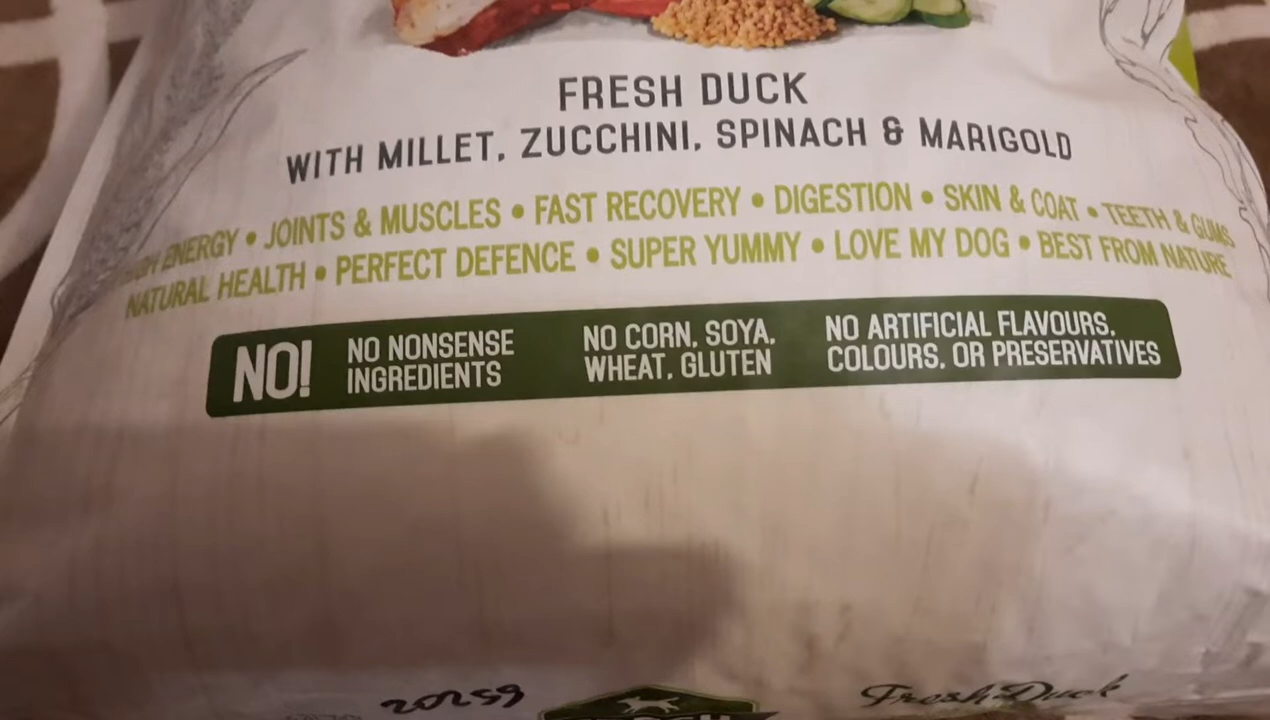 FRESH DUCK
WITH MILLET, ZUCCHINI, SPINACH & MARIGOLD
ENERGY • JOINTS & MUSCLES • FAST RECOVERY • DIGESTION • SKIN & COAT • TEETH & GUMS
NATURAL HEALTH • PERFECT DEFENCE • SUPER YUMMY • LOVE MY DOG • BEST FROM NATURE
NO!
NO NONSENSE
INGREDIENTS
NO CORN, SOYA,
WHEAT, GLUTEN
NO ARTIFICIAL FLAVOURS,
COLOURS, OR PRESERVATIVES
Fresh Duck